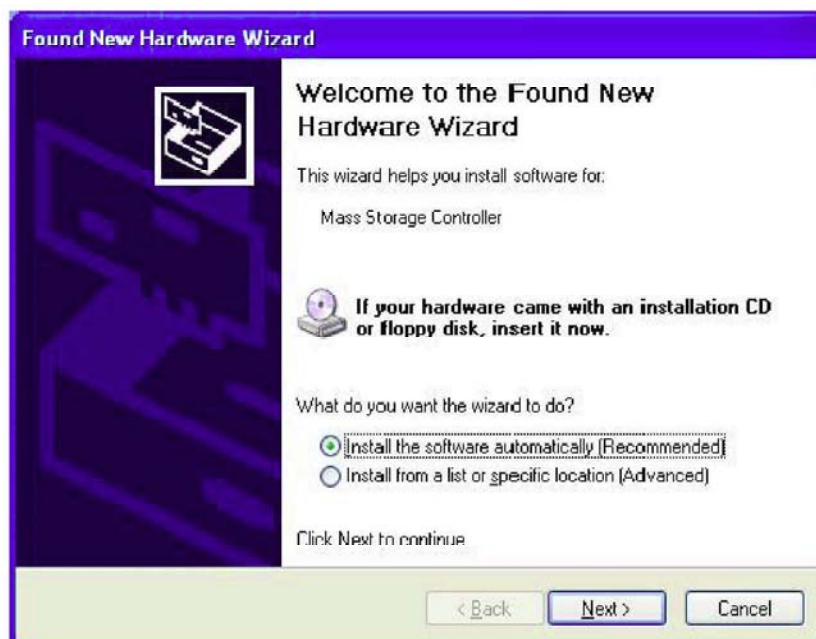 Found New Hardware Wizard
Welcome to the Found New
Hardware Wizard
This wizard helps you install software for:
Mass Storage Controller
If your hardware came with an installation CD
or floppy disk, insert it now.
What do you want the wizard to do?
Install the software automatically (Recommended)
Install from a list or specific location (Advanced)
Click Next to continue
< Back Next > Cancel